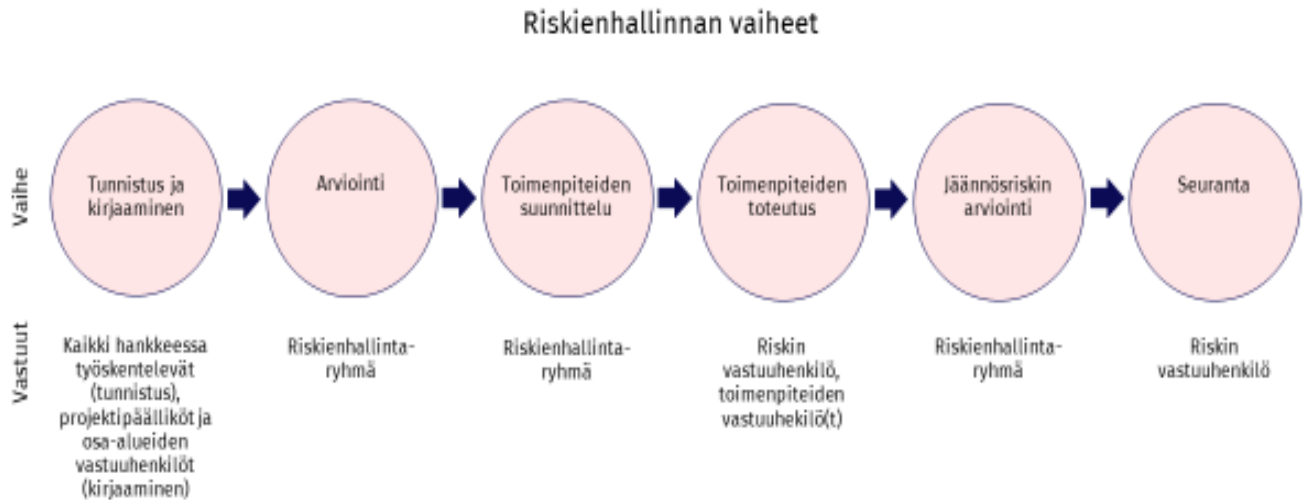 Riskienhallinnan vaiheet
Vaihe
Tunnistus ja
kirjaaminen
Arviointi
Toimenpiteiden
suunnittelu
Toimenpiteiden
toteutus
Jäännösriskin
arviointi
Seuranta
Vastuut
Kaikki hankkeessa
työskentelevät
(tunnistus),
projektipäälliköt ja
osa-alueiden
vastuuhenkilöt
(kirjaaminen)
Riskienhallinta-
ryhmä
Riskienhallinta-
ryhmä
Riskin
vastuuhenkilö,
toimenpiteiden
vastuuhekilö(t)
Riskienhallinta-
ryhmä
Riskin
vastuuhenkilö